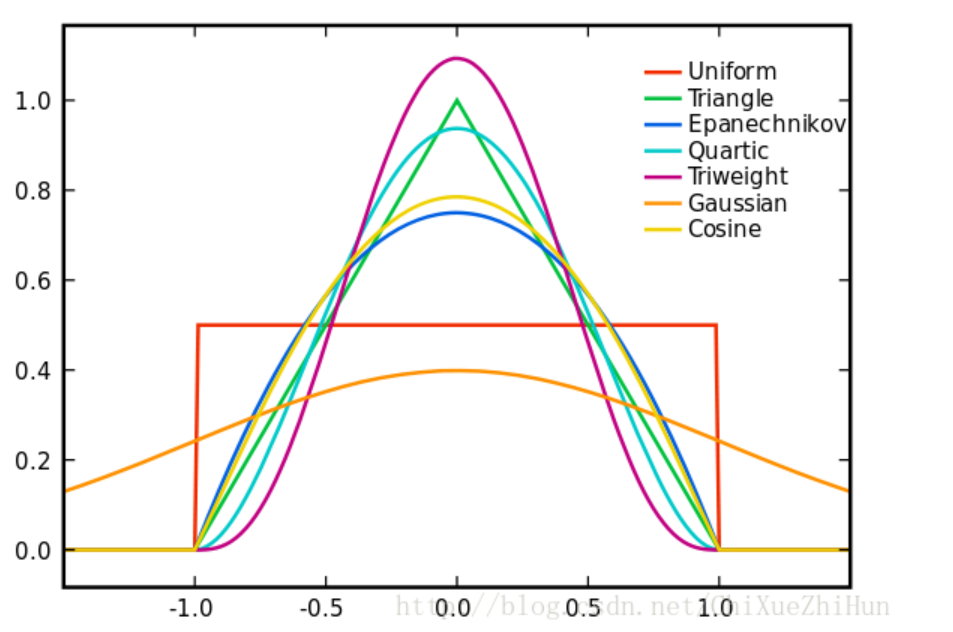 Uniform
1.0
Triangle
Epanechnikov
Quartic
0.8
Triweight
Gaussian
Cosine
0.6
0.4
0.2
0.0
-1.0 -0.5 0.0 0.5 1.0
http://blog.csdn.net/ChiXueZhiHun